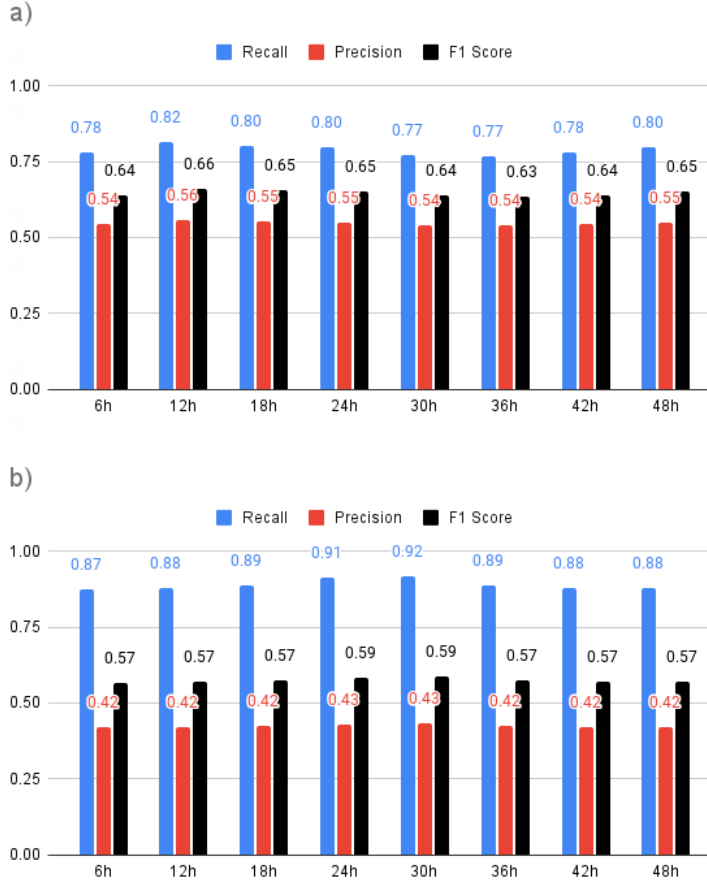 a)
Recall Precision F1 Score
1.00
0.78 0.82 0.80 0.80 0.77 0.77 0.78 0.80
0.75
0.64 0.66 0.65 0.65 0.64 0.63 0.64 0.65
0.54 0.56 0.55 0.55 0.54 0.54 0.54 0.55
0.50
0.25
0.00
6h 12h 18h 24h 30h 36h 42h 48h
b)
Recall Precision F1 Score
1.00
0.87 0.88 0.89 0.91 0.92 0.89 0.88 0.88
0.75
0.57 0.57 0.57 0.59 0.59 0.57 0.57 0.57
0.50
0.42 0.42 0.42 0.43 0.43 0.42 0.42 0.42
0.25
0.00
6h 12h 18h 24h 30h 36h 42h 48h